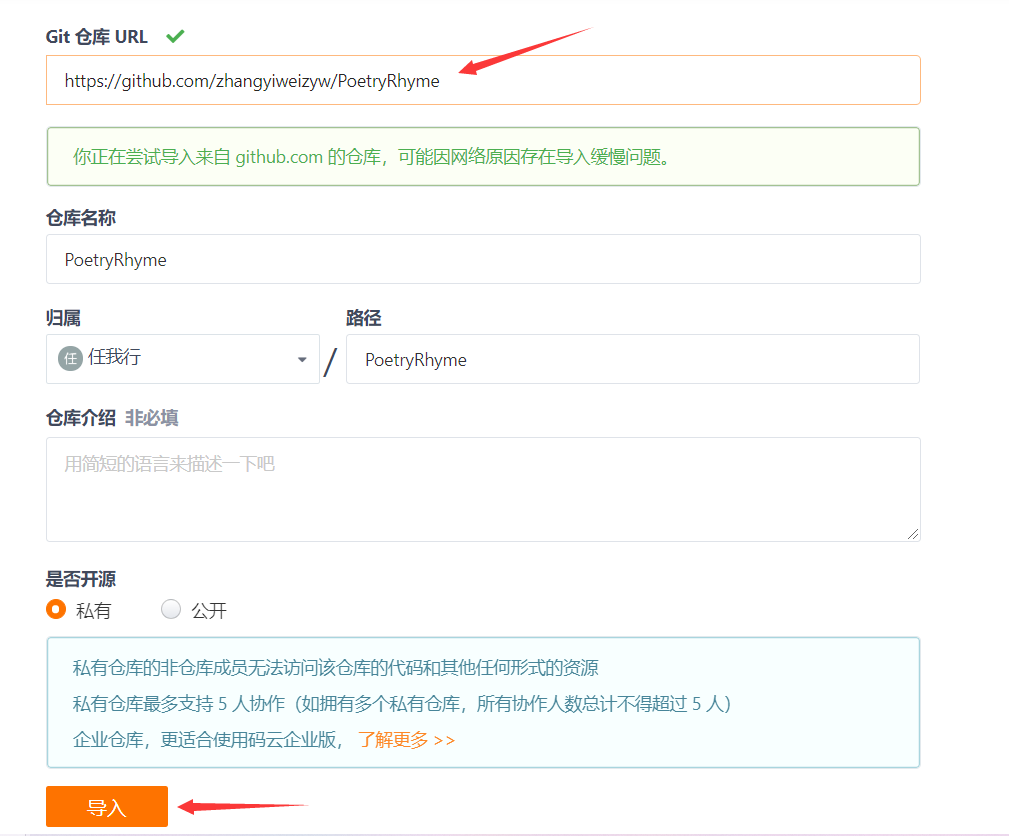 Git 仓库 URL
https://github.com/zhangyiweizyw/PoetryRhyme
你正在尝试导入来自 github.com 的仓库，可能因网络原因存在导入缓慢问题。
仓库名称
PoetryRhyme
归属 路径
任 任我行 / PoetryRhyme
仓库介绍 非必填
用简短的语言来描述一下吧
是否开源
私有 公开
私有仓库的非仓库成员无法访问该仓库的代码和其他任何形式的资源
私有仓库最多支持 5 人协作（如拥有多个私有仓库，所有协作人数总计不得超过 5 人）
企业仓库，更适合使用码云企业版， 了解更多 >>
导入